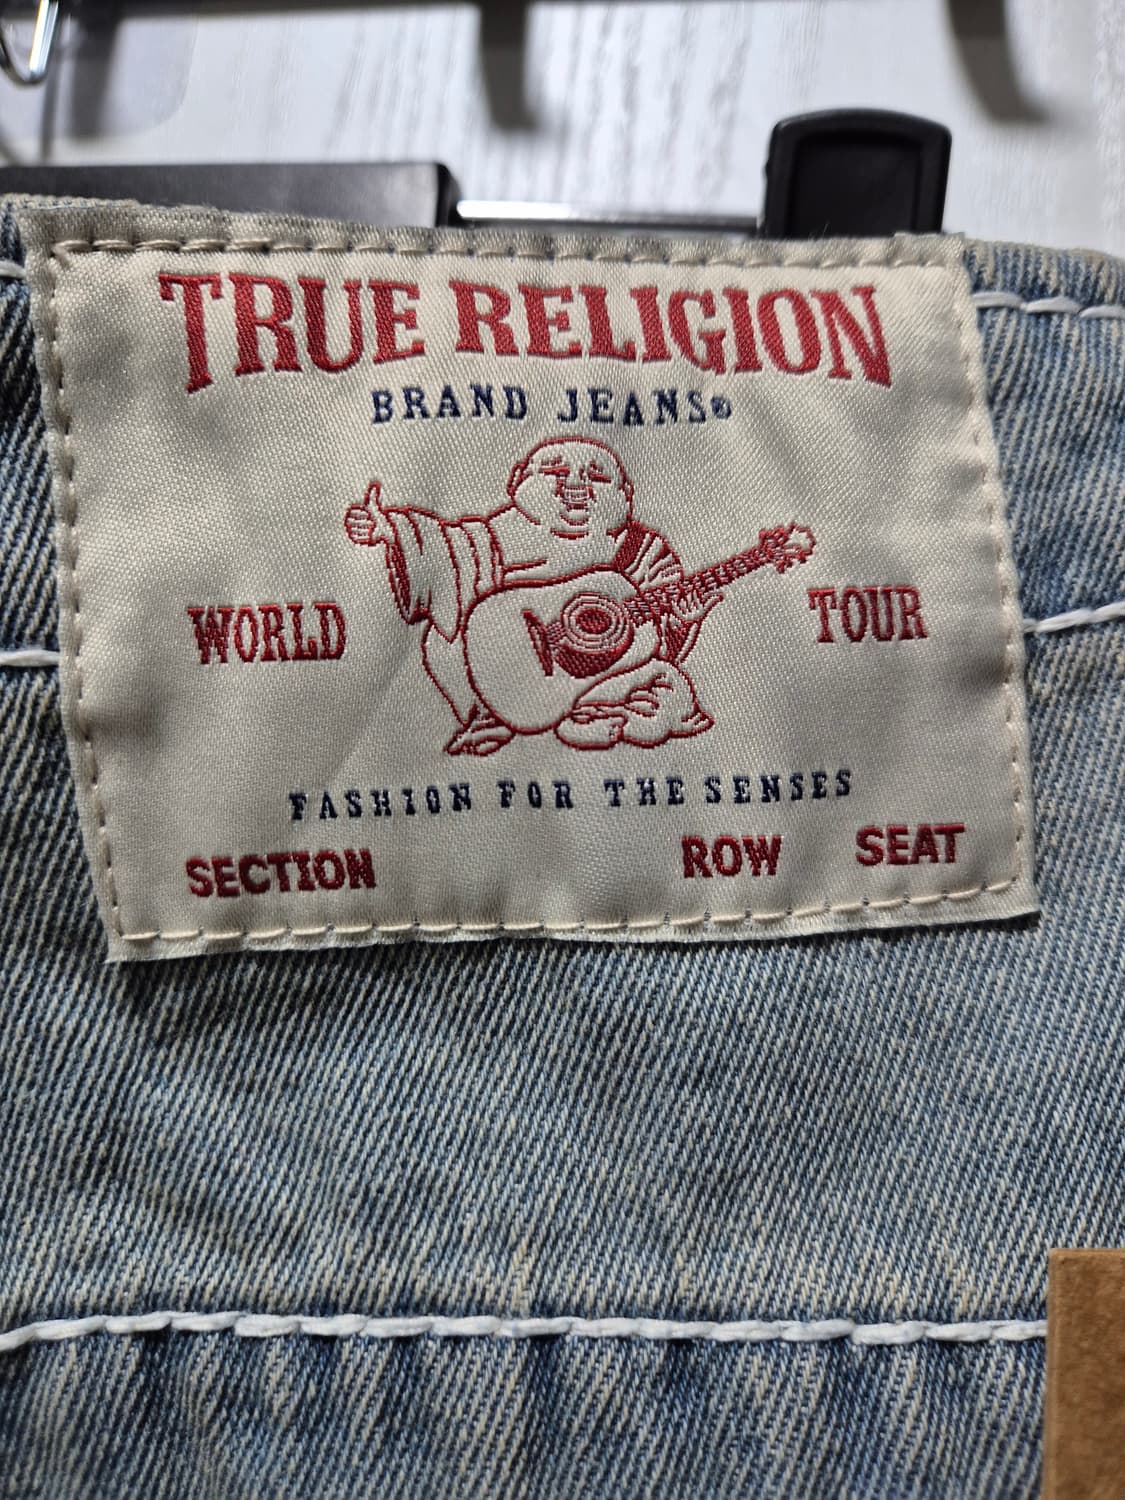 TRUE RELIGION
BRAND JEANS®
WORLD TOUR
FASHION FOR THE SENSES
SECTION ROW SEAT